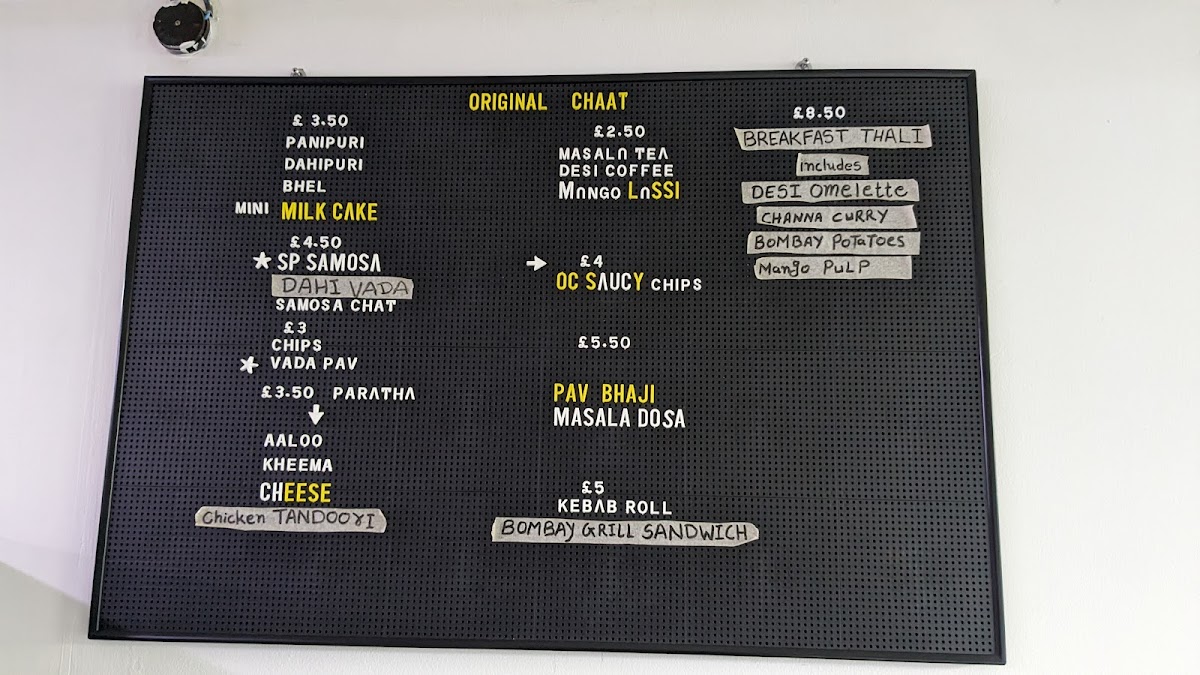 ORIGINAL CHAAT
£ 3.50
PANIPURI
DAHIPURI
BHEL
MINI MILK CAKE
£4.50
SP SAMOSA
DAHI VADA
SAMOSA CHAT
£3
CHIPS
VADA PAV
£3.50 PARATHA
AALOO
KHEEMA
CHEESE
Chicken TANDOORI
£2.50
MASALA TEA
DESI COFFEE
MANGO LASSI
£4
OC SAUCY CHIPS
£5.50
PAV BHAJI
MASALA DOSA
£5
KEBAB ROLL
BOMBAY GRILL SANDWICH
£8.50
BREAKFAST THALI
includes
DESI Omelette
CHANNA CURRY
BOMBAY POTATOES
Mango PULP